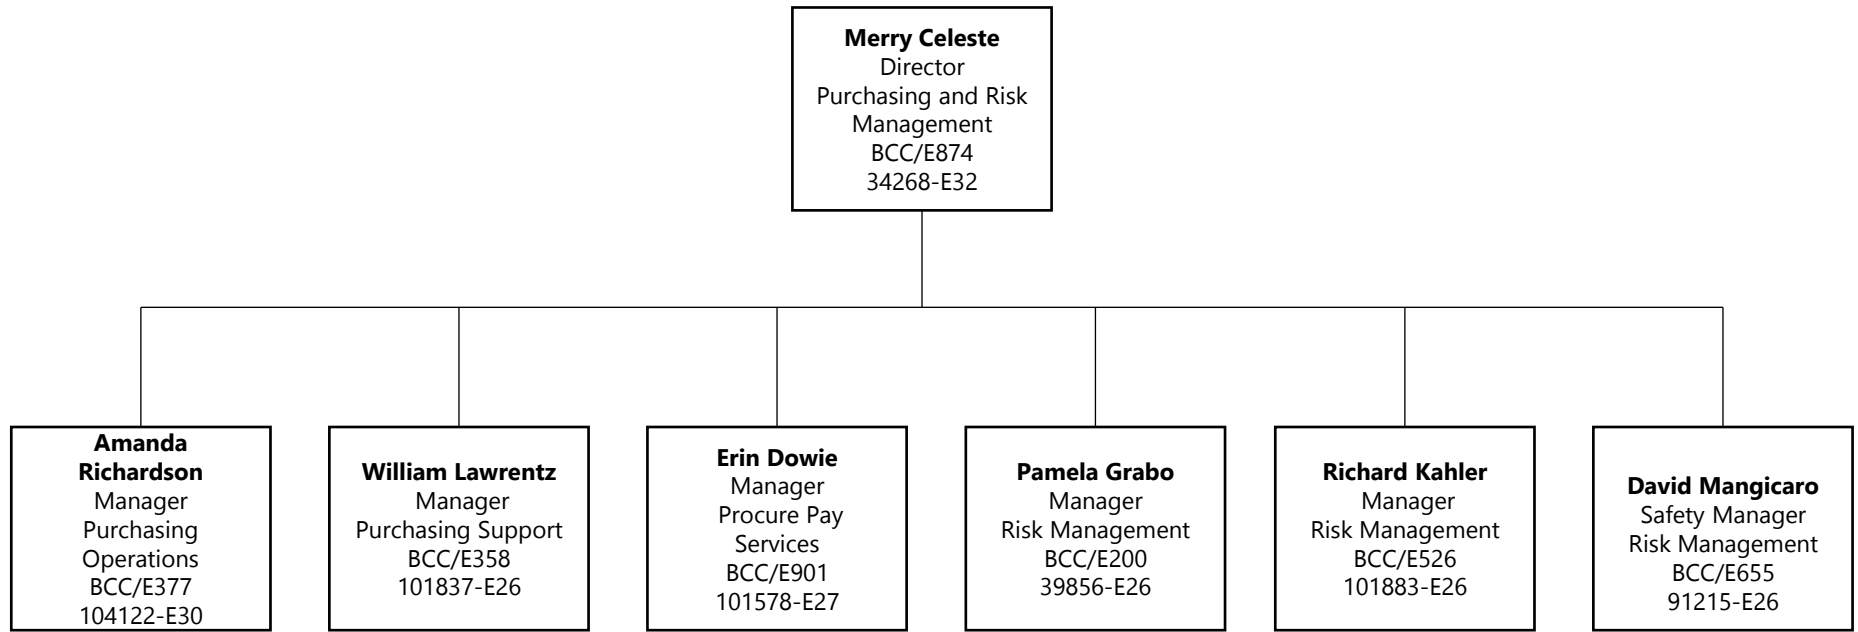 Merry Celeste
Director
Purchasing and Risk
Management
BCC/E874
34268-E32
Amanda
Richardson
Manager
Purchasing
Operations
BCC/E377
104122-E30
William Lawrentz
Manager
Purchasing Support
BCC/E358
101837-E26
Erin Dowie
Manager
Procure Pay
Services
BCC/E901
101578-E27
Pamela Grabo
Manager
Risk Management
BCC/E200
39856-E26
Richard Kahler
Manager
Risk Management
BCC/E526
101883-E26
David Mangicaro
Safety Manager
Risk Management
BCC/E655
91215-E26